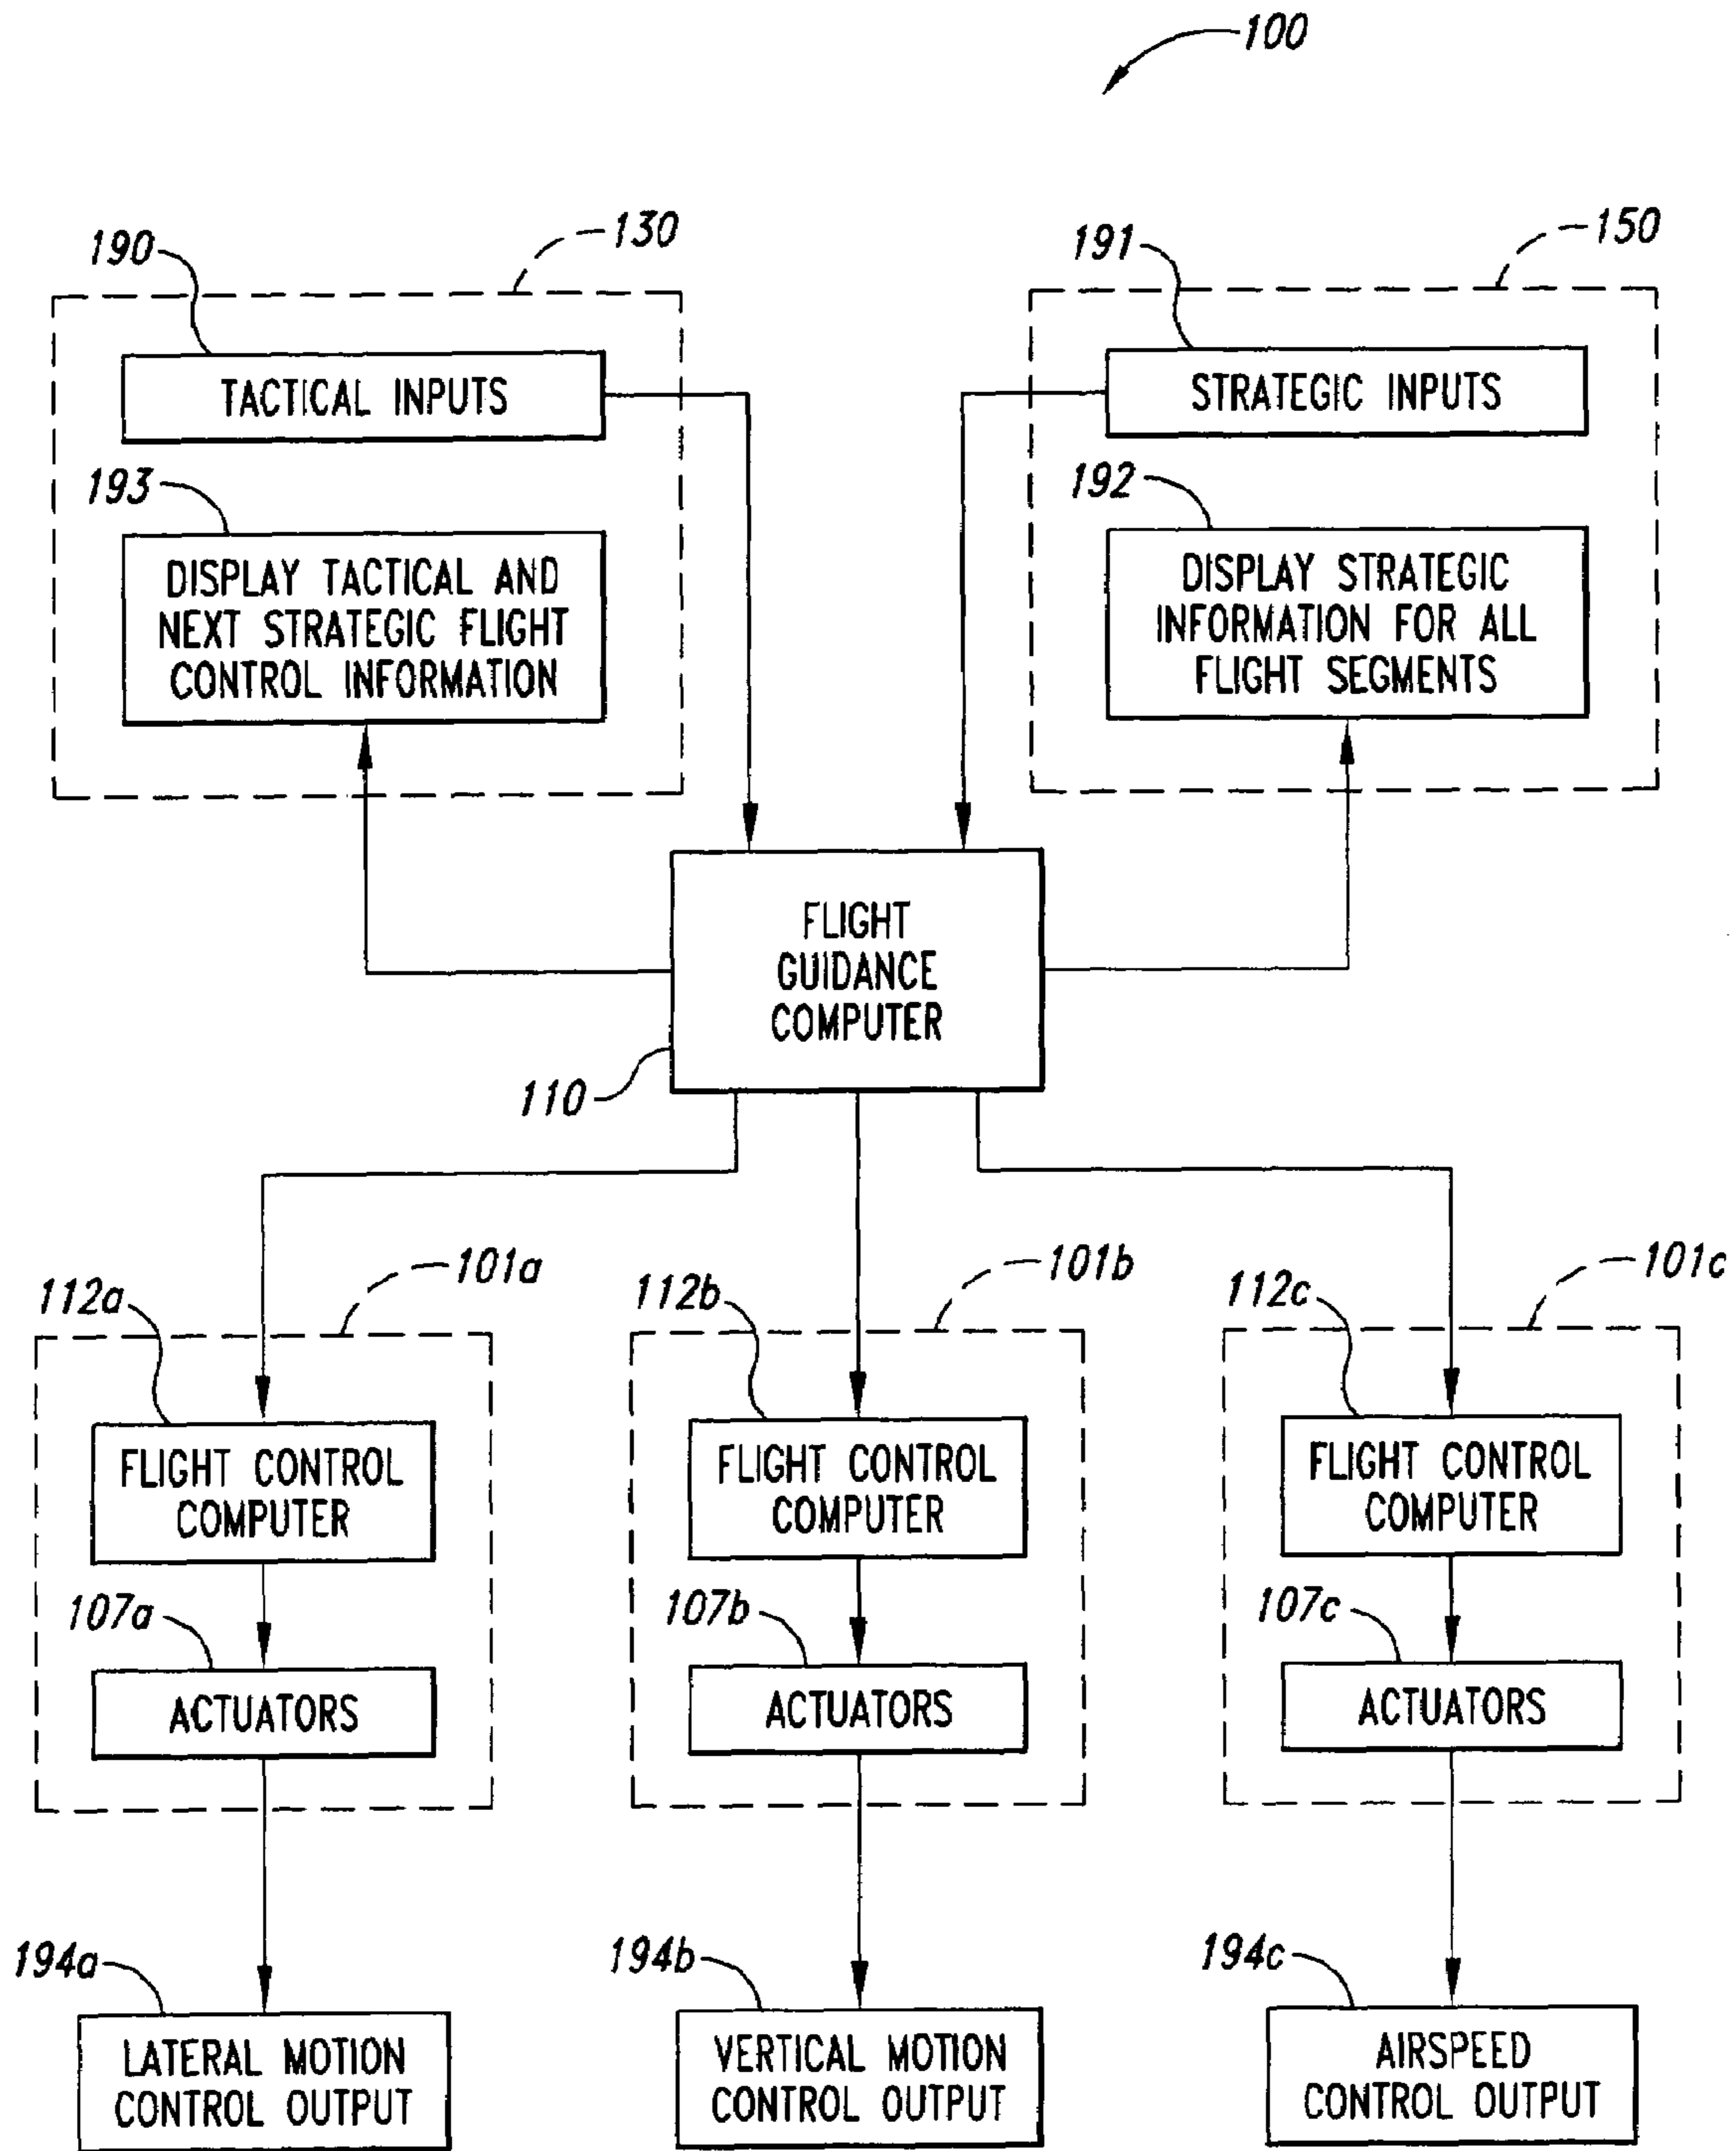 100
130
150
190
191
TACTICAL INPUTS
STRATEGIC INPUTS
193
192
DISPLAY TACTICAL AND
NEXT STRATEGIC FLIGHT
CONTROL INFORMATION
DISPLAY STRATEGIC
INFORMATION FOR ALL
FLIGHT SEGMENTS
FLIGHT
GUIDANCE
COMPUTER
110
101a
101b
101c
112a
112b
112c
FLIGHT CONTROL
COMPUTER
FLIGHT CONTROL
COMPUTER
FLIGHT CONTROL
COMPUTER
107a
107b
107c
ACTUATORS
ACTUATORS
ACTUATORS
194a
194b
194c
LATERAL MOTION
CONTROL OUTPUT
VERTICAL MOTION
CONTROL OUTPUT
AIRSPEED
CONTROL OUTPUT